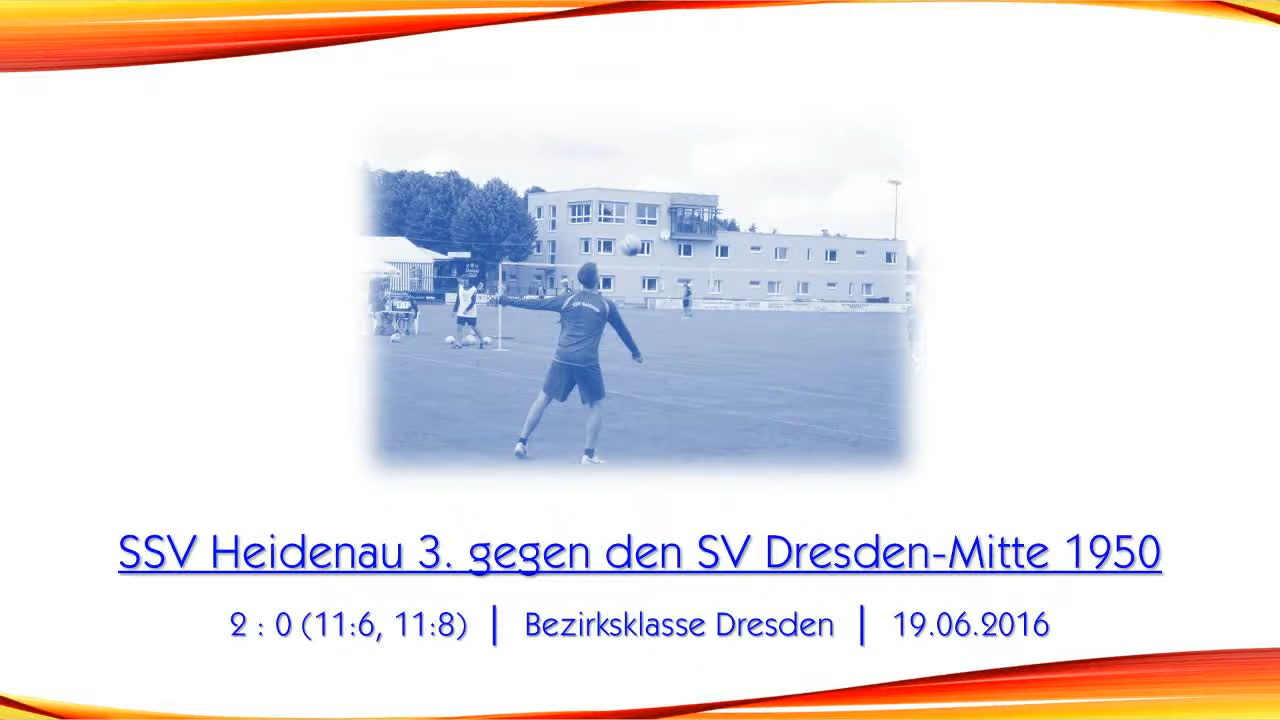 SSV Heidenau 3. gegen den SV Dresden-Mitte 1950
2 : 0 (11:6, 11:8) | Bezirksklasse Dresden | 19.06.2016